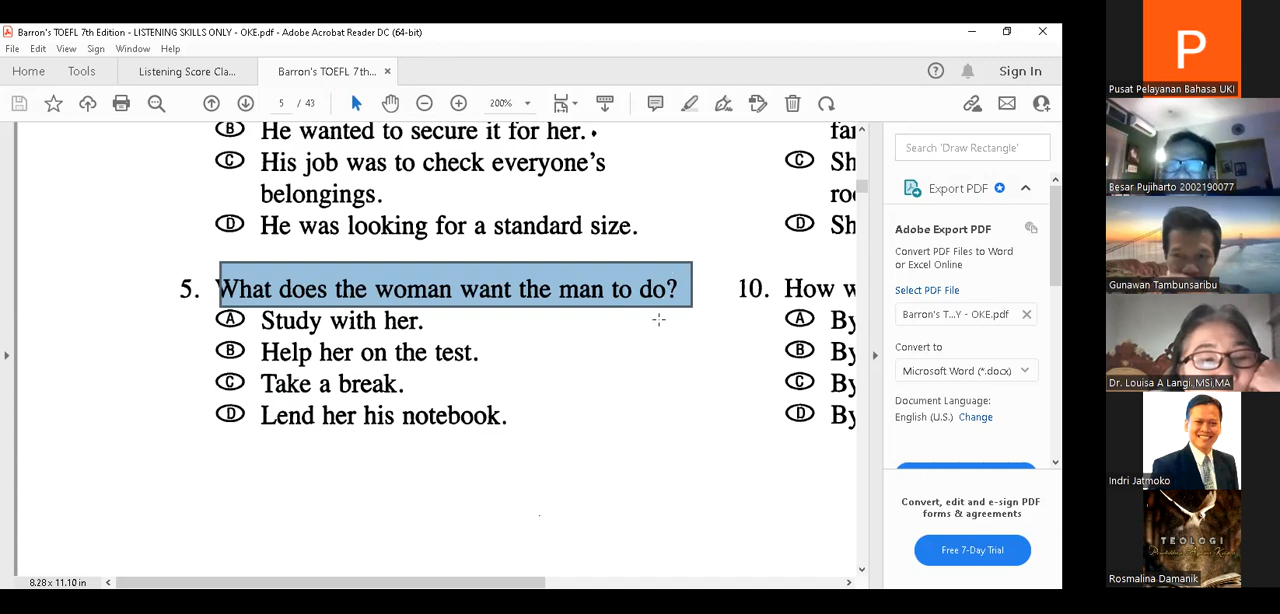 Barron's TOEFL 7th Edition - LISTENING SKILLS ONLY - OKE.pdf - Adobe Acrobat Reader DC (64-bit)
File Edit View Sign Window Help
Home Tools Listening Score Cla... Barron's TOEFL 7th... × Sign In
5 / 43 200%
B He wanted to secure it for her.
C His job was to check everyone's
belongings.
D He was looking for a standard size.
5. What does the woman want the man to do?
A Study with her.
B Help her on the test.
C Take a break.
D Lend her his notebook.
fai
C Sh
roo
D Sh
10. How w
A By
B By
C By
D By
8.28 x 11.10 in
Search 'Draw Rectangle'
Export PDF
Adobe Export PDF
Convert PDF Files to Word
or Excel Online
Select PDF File
Barron's T...Y - OKE.pdf ×
Convert to
Microsoft Word (*.docx)
Document Language:
English (U.S.) Change
Convert, edit and e-sign PDF
forms & agreements
Free 7-Day Trial
P
Pusat Pelayanan Bahasa UKI
Besar Pujiharto 2002190077
Gunawan Tambunsaribu
Dr. Louisa A Langi, MSi,MA
Indri Jatmoko
TEOLOGI
Rosmalina Damanik